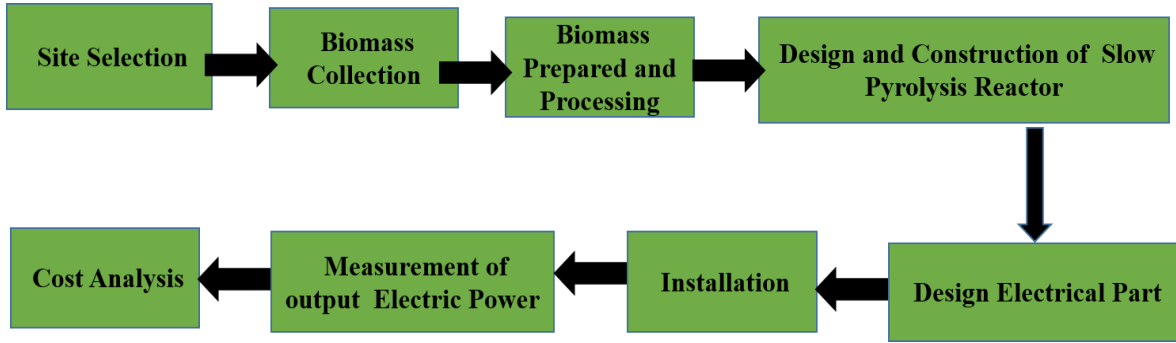 Site Selection
Biomass
Collection
Biomass
Prepared and
Processing
Design and Construction of Slow
Pyrolysis Reactor
Design Electrical Part
Installation
Measurement of
output Electric Power
Cost Analysis